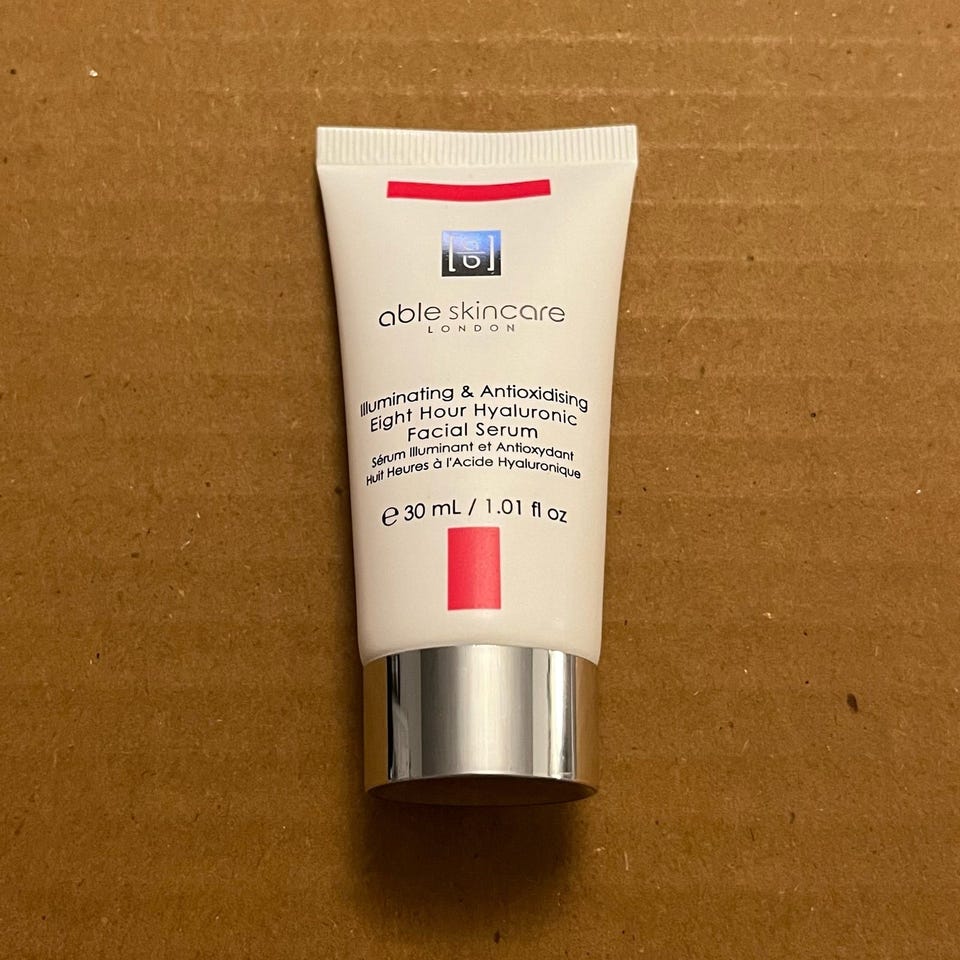 able skincare
LONDON
Illuminating & Antioxidising
Eight Hour Hyaluronic
Facial Serum
Sérum Illuminant et Antioxydant
Huit Heures à l'Acide Hyaluronique
℮ 30 mL / 1.01 fl oz